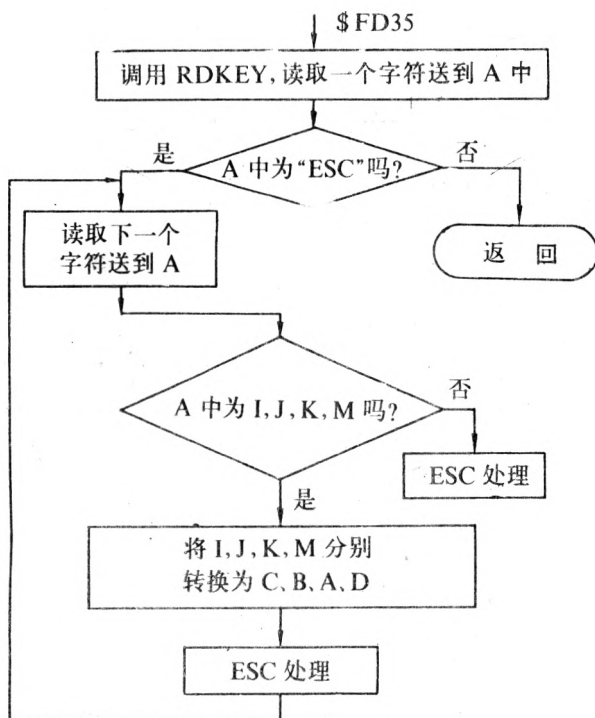 $FD35
调用 RDKEY,读取一个字符送到 A 中
是
A 中为“ESC”吗?
否
读取下一个
字符送到 A
返 回
A 中为 I,J,K,M 吗?
否
ESC 处理
是
将 I,J,K,M 分别
转换为 C、B、A、D
ESC 处理